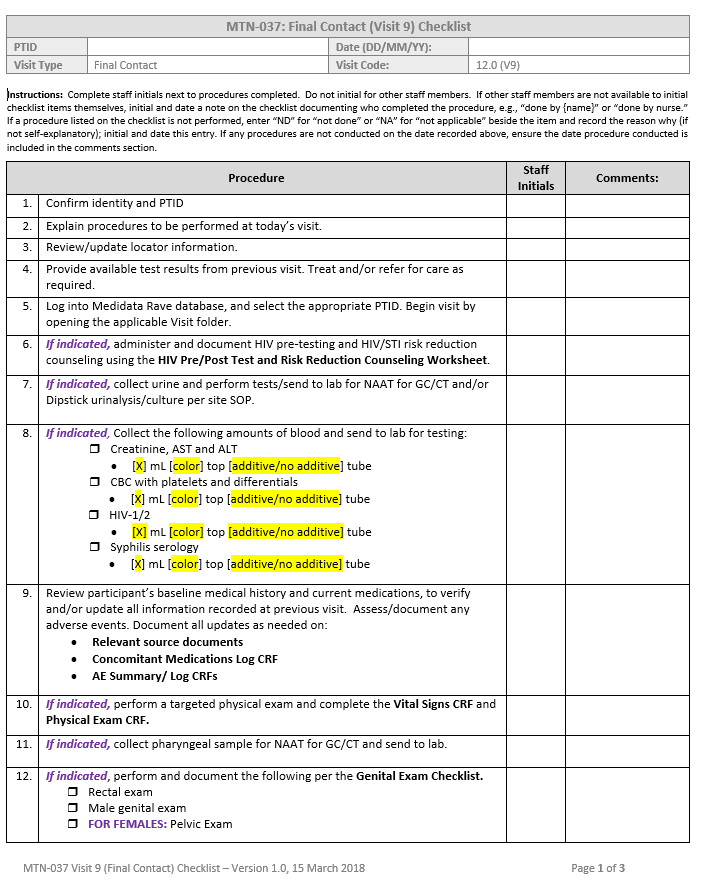 MTN-037: Final Contact (Visit 9) Checklist
PTID
Date (DD/MM/YY):
Visit Type
Final Contact
Visit Code:
12.0 (V9)
Instructions: Complete staff initials next to procedures completed. Do not initial for other staff members. If other staff members are not available to initial
checklist items themselves, initial and date a note on the checklist documenting who completed the procedure, e.g., “done by {name}” or “done by nurse.”
If a procedure listed on the checklist is not performed, enter “ND” for “not done” or “NA” for “not applicable” beside the item and record the reason why (if
not self-explanatory); initial and date this entry. If any procedures are not conducted on the date recorded above, ensure the date procedure conducted is
included in the comments section.
Procedure
Staff
Initials
Comments:
1. Confirm identity and PTID
2. Explain procedures to be performed at today’s visit.
3. Review/update locator information.
4. Provide available test results from previous visit. Treat and/or refer for care as
required.
5. Log into Medidata Rave database, and select the appropriate PTID. Begin visit by
opening the applicable Visit folder.
6. If indicated, administer and document HIV pre-testing and HIV/STI risk reduction
counseling using the HIV Pre/Post Test and Risk Reduction Counseling Worksheet.
7. If indicated, collect urine and perform tests/send to lab for NAAT for GC/CT and/or
Dipstick urinalysis/culture per site SOP.
8. If indicated, Collect the following amounts of blood and send to lab for testing:
❒ Creatinine, AST and ALT
• [X] mL [color] top [additive/no additive] tube
❒ CBC with platelets and differentials
• [X] mL [color] top [additive/no additive] tube
❒ HIV-1/2
• [X] mL [color] top [additive/no additive] tube
❒ Syphilis serology
• [X] mL [color] top [additive/no additive] tube
9. Review participant’s baseline medical history and current medications, to verify
and/or update all information recorded at previous visit. Assess/document any
adverse events. Document all updates as needed on:
• Relevant source documents
• Concomitant Medications Log CRF
• AE Summary/ Log CRFs
10. If indicated, perform a targeted physical exam and complete the Vital Signs CRF and
Physical Exam CRF.
11. If indicated, collect pharyngeal sample for NAAT for GC/CT and send to lab.
12. If indicated, perform and document the following per the Genital Exam Checklist.
❒ Rectal exam
❒ Male genital exam
❒ FOR FEMALES: Pelvic Exam
MTN-037 Visit 9 (Final Contact) Checklist – Version 1.0, 15 March 2018
Page 1 of 3